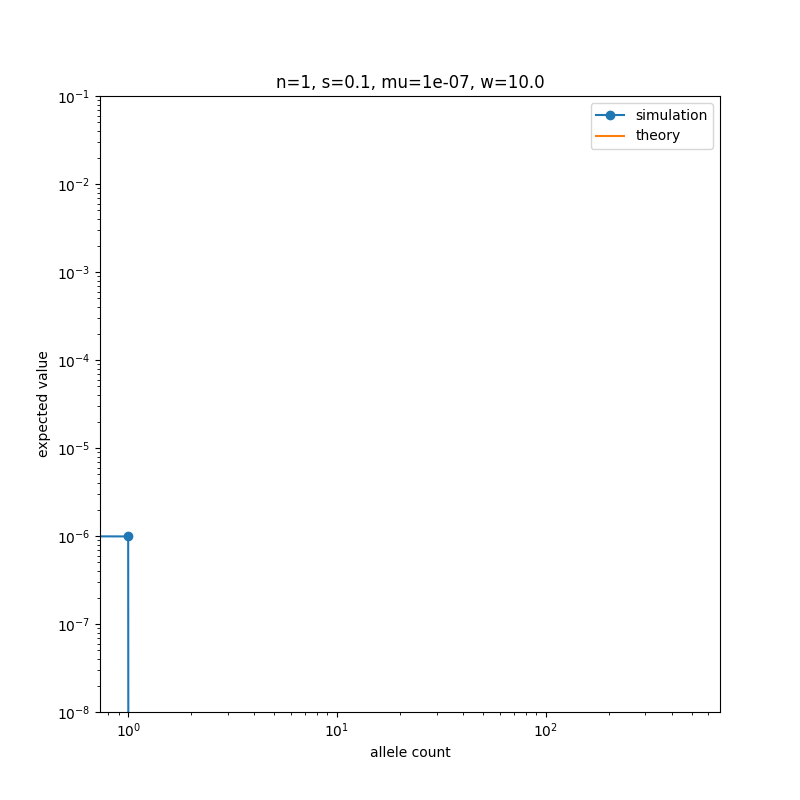 n=1, s=0.1, mu=1e-07, w=10.0
simulation
theory
10⁻¹
10⁻²
10⁻³
10⁻⁴
10⁻⁵
10⁻⁶
10⁻⁷
10⁻⁸
expected value
10⁰ 10¹ 10²
allele count